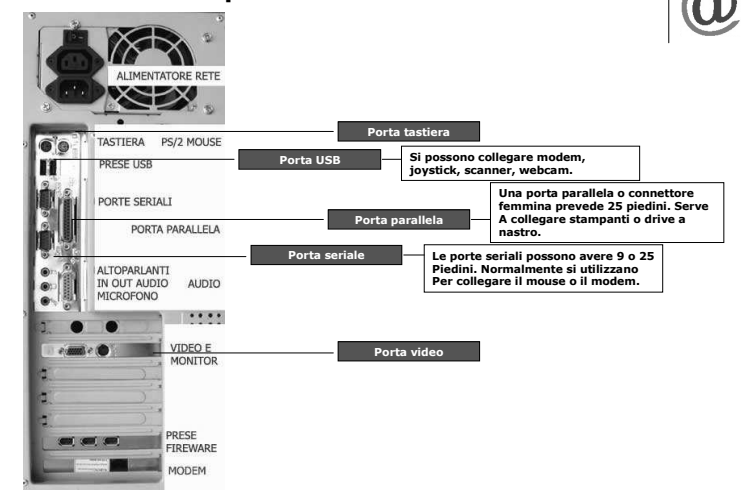 @
ALIMENTATORE RETE
Porta tastiera
TASTIERA PS/2 MOUSE
Porta USB
Si possono collegare modem,
joystick, scanner, webcam.
PRESE USB
Una porta parallela o connettore
femmina prevede 25 piedini. Serve
A collegare stampanti o drive a
nastro.
PORTE SERIALI
Porta parallela
PORTA PARALLELA
Porta seriale
Le porte seriali possono avere 9 o 25
Piedini. Normalmente si utilizzano
Per collegare il mouse o il modem.
ALTOPARLANTI
IN OUT AUDIO AUDIO
MICROFONO
VIDEO E
MONITOR
Porta video
PRESE
FIREWARE
MODEM